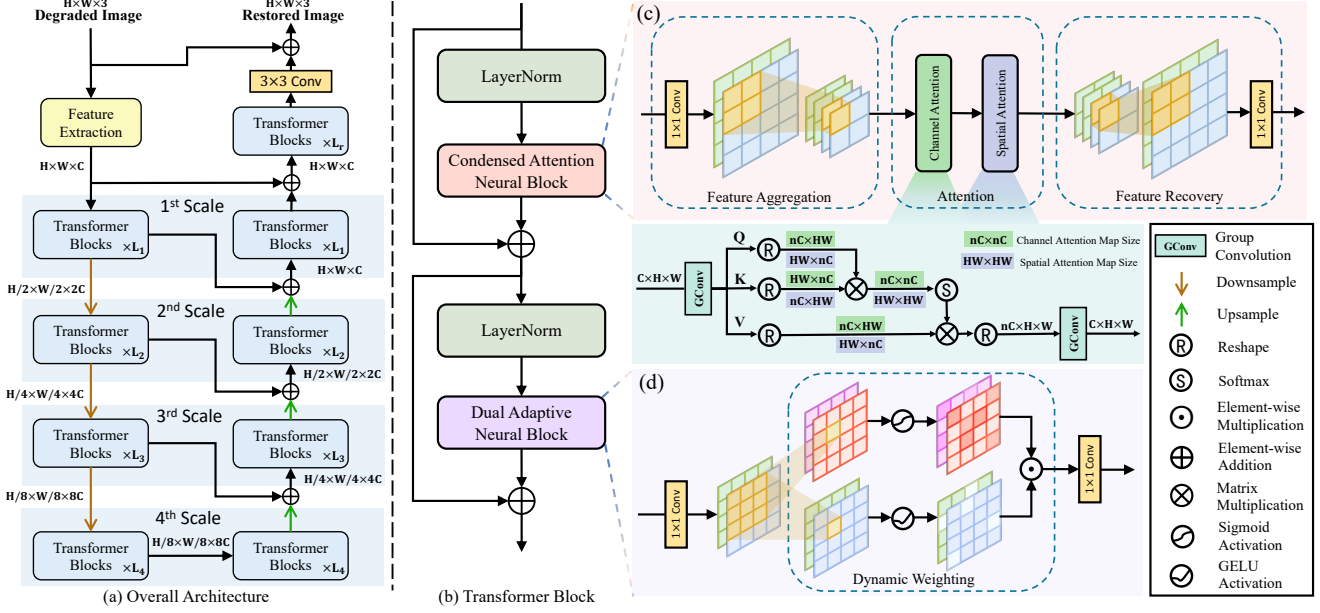 H×W×3
Degraded Image
H×W×3
Restored Image
3×3 Conv
Feature
Extraction
Transformer
Blocks ×Lr
H×W×C
H×W×C
1st Scale
Transformer
Blocks ×L1
Transformer
Blocks ×L1
H×W×C
H/2×W/2×2C
2nd Scale
Transformer
Blocks ×L2
Transformer
Blocks ×L2
H/2×W/2×2C
H/4×W/4×4C
3rd Scale
Transformer
Blocks ×L3
Transformer
Blocks ×L3
H/4×W/4×4C
H/8×W/8×8C
4th Scale
H/8×W/8×8C
Transformer
Blocks ×L4
Transformer
Blocks ×L4
(a) Overall Architecture
LayerNorm
Condensed Attention
Neural Block
LayerNorm
Dual Adaptive
Neural Block
(b) Transformer Block
(c)
1×1 Conv
Feature Aggregation
Channel Attention
Spatial Attention
Attention
1×1 Conv
Feature Recovery
C×H×W
GConv
Q
R
nC×HW
HW×nC
K
R
HW×nC
nC×HW
nC×nC
HW×HW
S
V
R
nC×HW
HW×nC
R
nC×H×W
GConv
C×H×W
nC×nC Channel Attention Map Size
HW×HW Spatial Attention Map Size
(d)
1×1 Conv
Dynamic Weighting
1×1 Conv
GConv
Group
Convolution
Downsample
Upsample
R
Reshape
S
Softmax
Element-wise
Multiplication
Element-wise
Addition
Matrix
Multiplication
Sigmoid
Activation
GELU
Activation